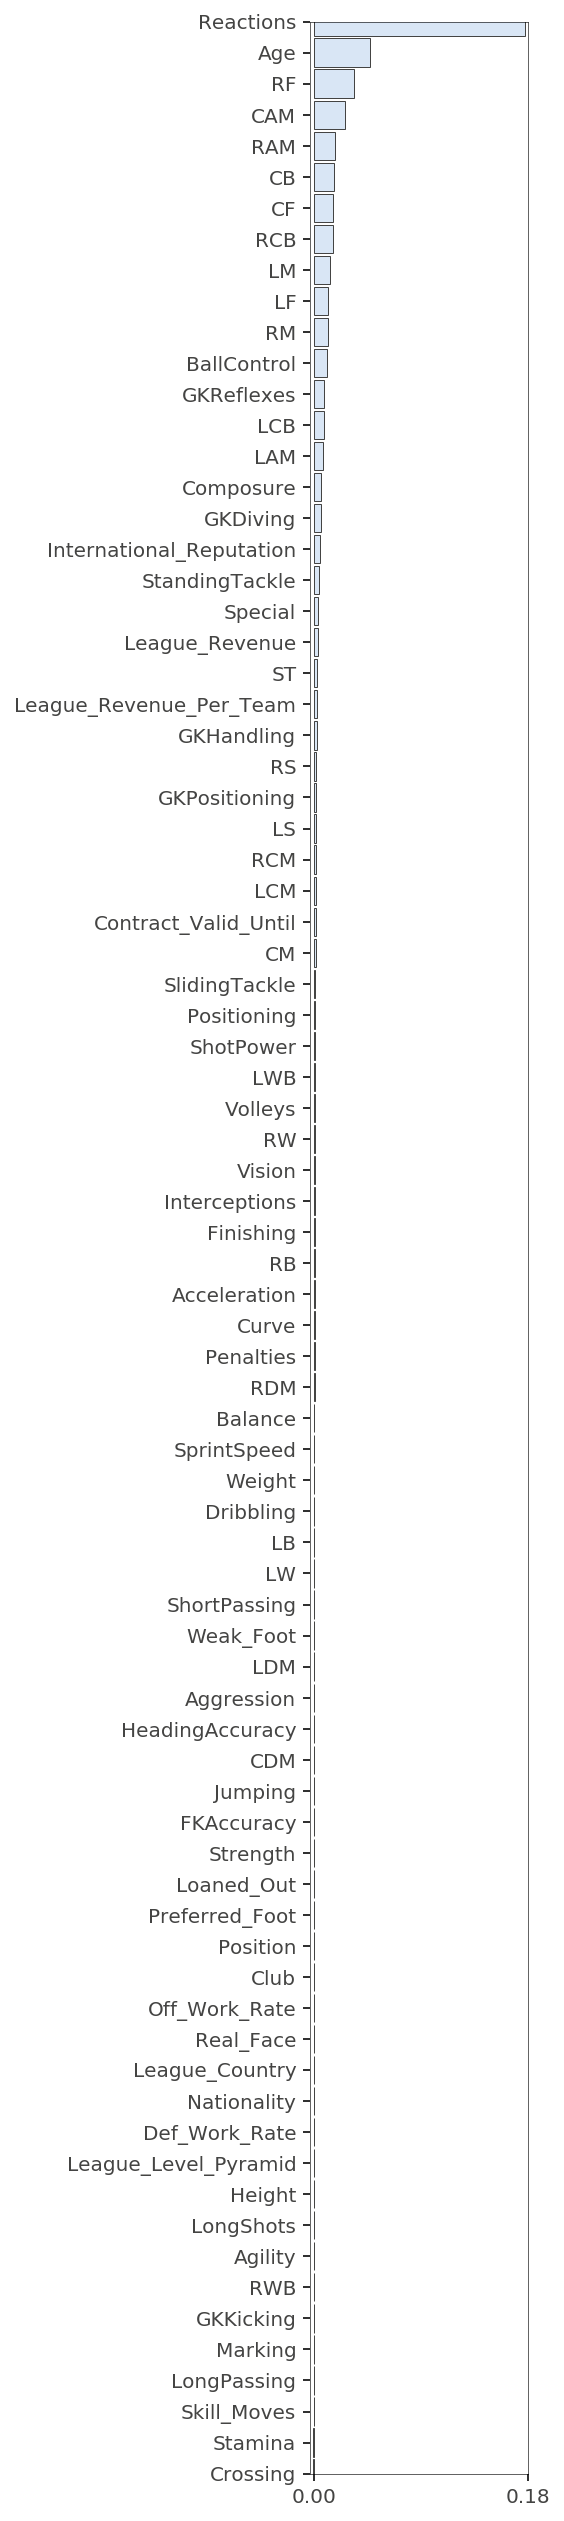 Reactions
Age
RF
CAM
RAM
CB
CF
RCB
LM
LF
RM
BallControl
GKReflexes
LCB
LAM
Composure
GKDiving
International_Reputation
StandingTackle
Special
League_Revenue
ST
League_Revenue_Per_Team
GKHandling
RS
GKPositioning
LS
RCM
LCM
Contract_Valid_Until
CM
SlidingTackle
Positioning
ShotPower
LWB
Volleys
RW
Vision
Interceptions
Finishing
RB
Acceleration
Curve
Penalties
RDM
Balance
SprintSpeed
Weight
Dribbling
LB
LW
ShortPassing
Weak_Foot
LDM
Aggression
HeadingAccuracy
CDM
Jumping
FKAccuracy
Strength
Loaned_Out
Preferred_Foot
Position
Club
Off_Work_Rate
Real_Face
League_Country
Nationality
Def_Work_Rate
League_Level_Pyramid
Height
LongShots
Agility
RWB
GKKicking
Marking
LongPassing
Skill_Moves
Stamina
Crossing
0.00 0.18